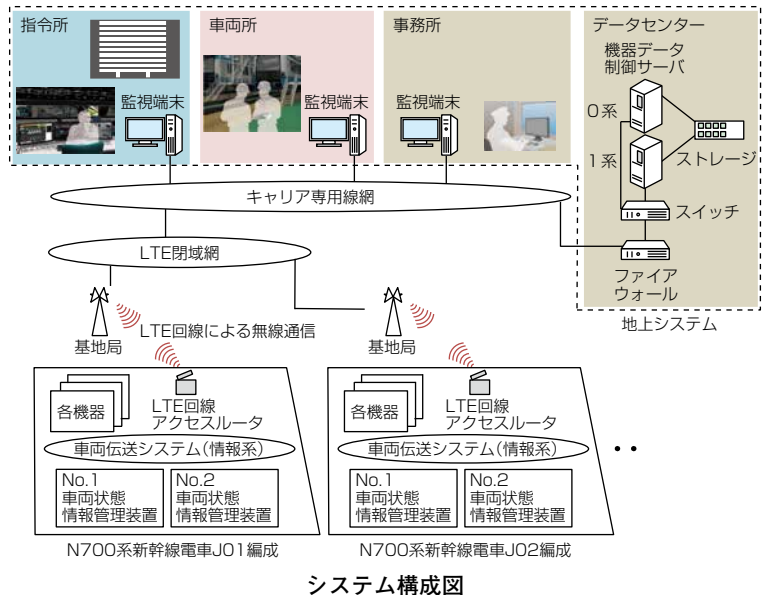 指令所
監視端末
車両所
監視端末
事務所
監視端末
データセンター
機器データ
制御サーバ
0系
1系
ストレージ
スイッチ
ファイア
ウォール
地上システム
キャリア専用線網
LTE閉域網
基地局
LTE回線による無線通信
基地局
各機器
LTE回線
アクセスルータ
車両伝送システム(情報系)
No.1
車両状態
情報管理装置
No.2
車両状態
情報管理装置
N700系新幹線電車J01編成
各機器
LTE回線
アクセスルータ
車両伝送システム(情報系)
No.1
車両状態
情報管理装置
No.2
車両状態
情報管理装置
N700系新幹線電車J02編成
・・
システム構成図